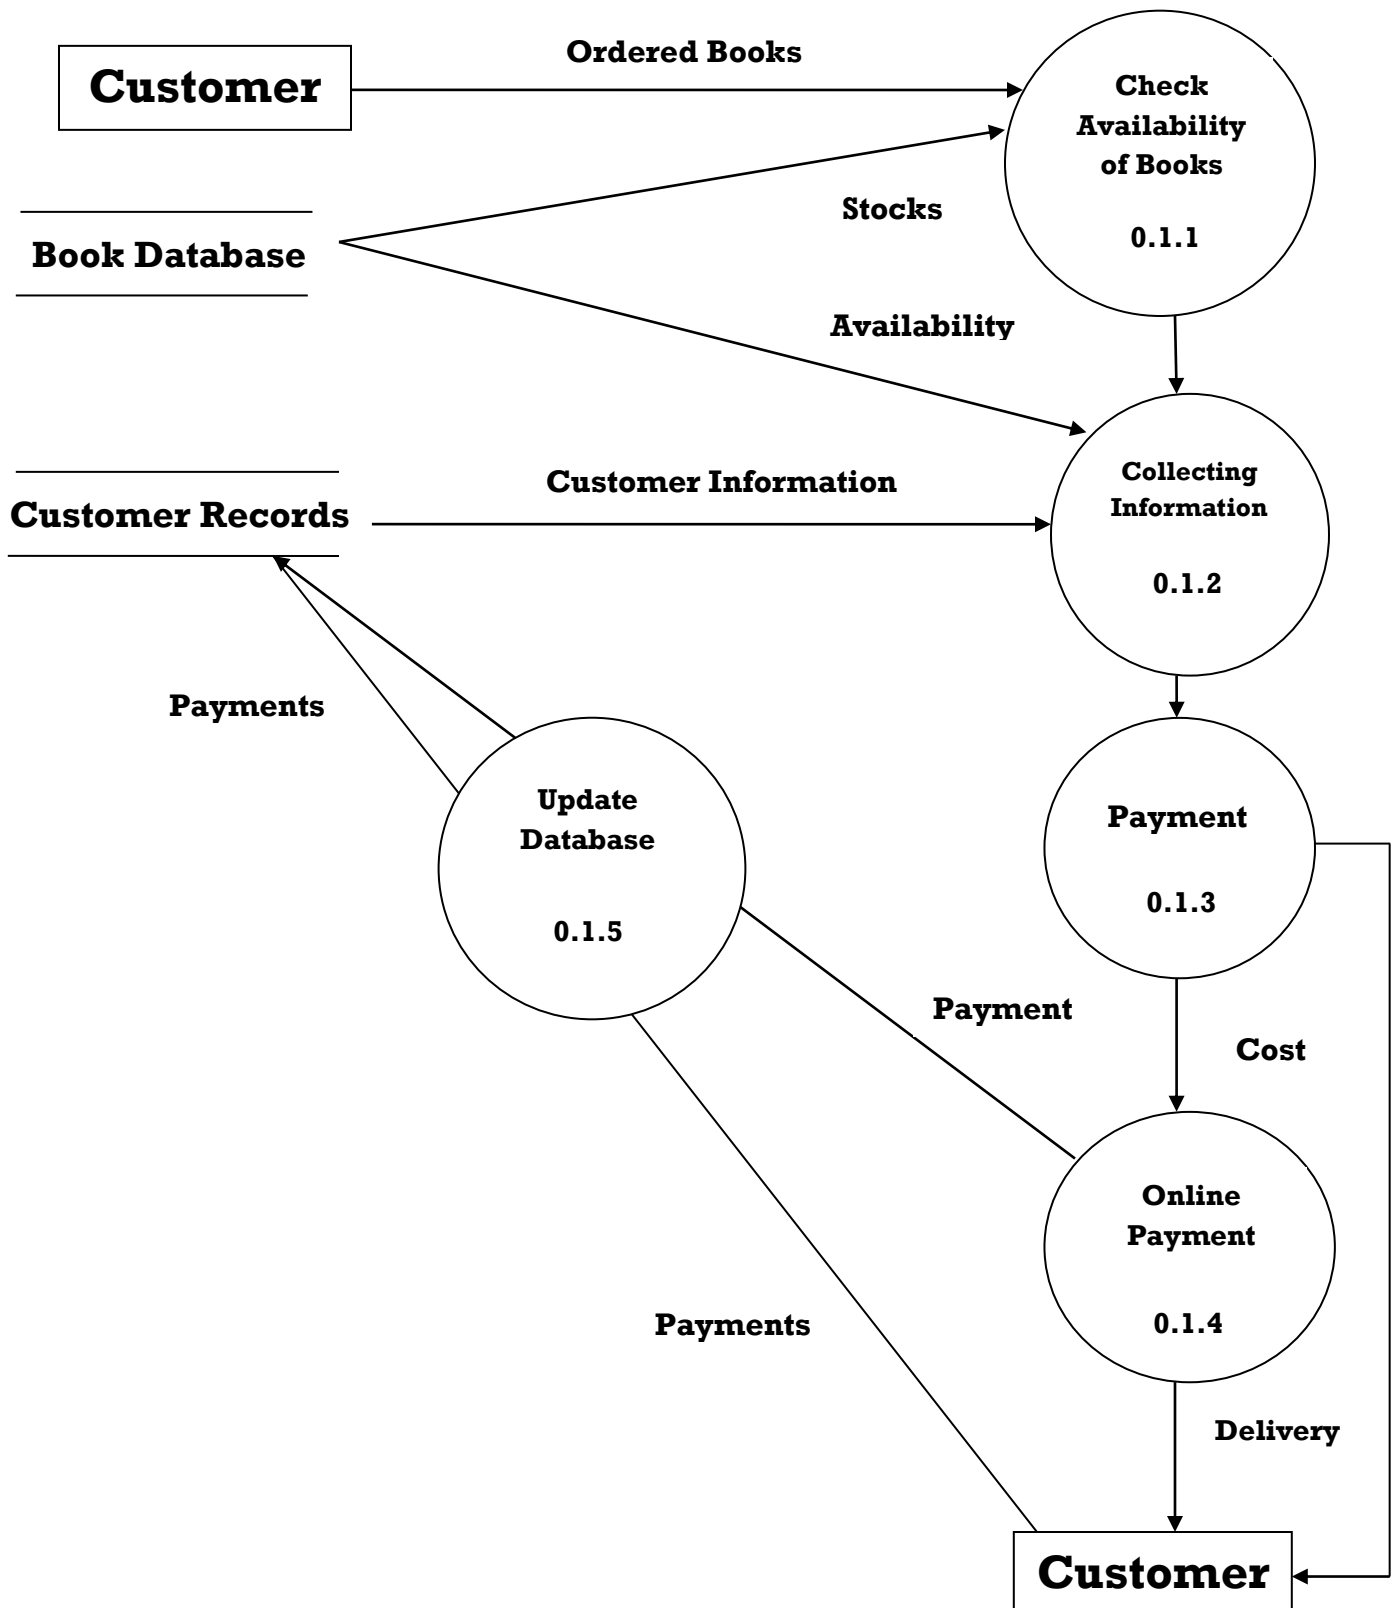 Ordered Books
Customer
Check
Availability
of Books
0.1.1
Stocks
Book Database
Availability
Collecting
Information
0.1.2
Customer Information
Customer Records
Payments
Update
Database
0.1.5
Payment
0.1.3
Payment
Cost
Online
Payment
0.1.4
Payments
Delivery
Customer